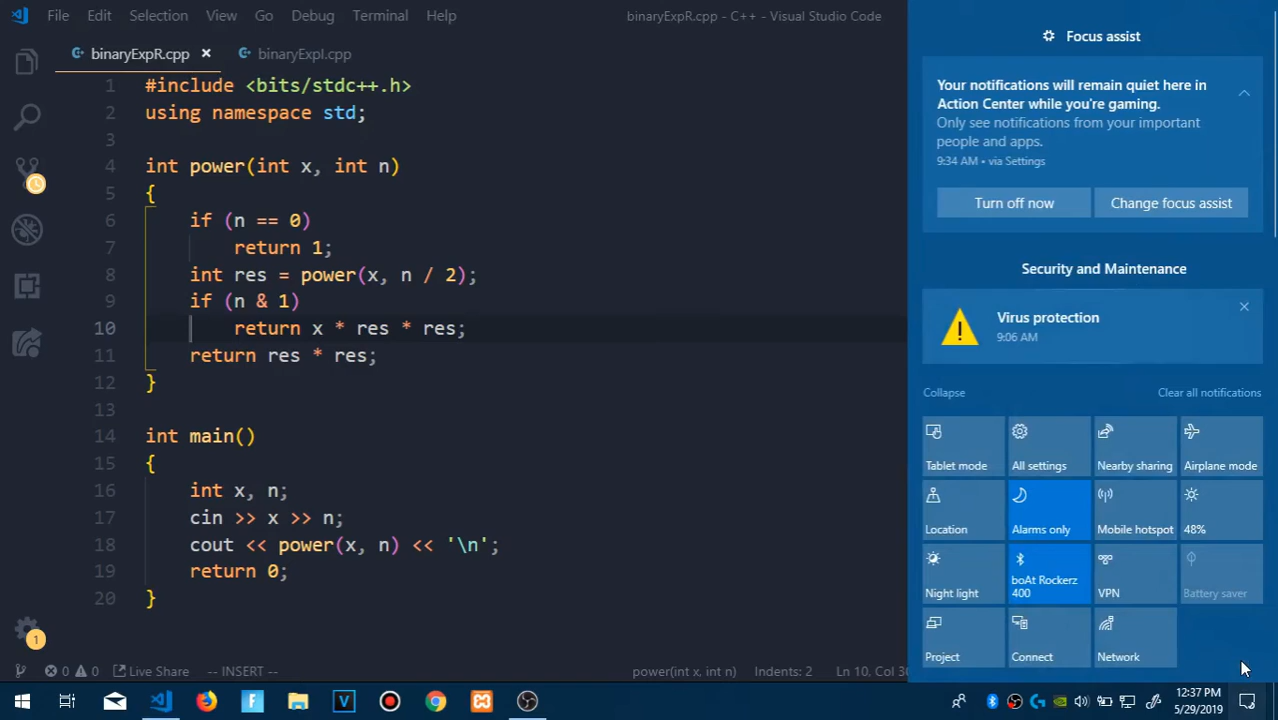 File Edit Selection View Go Debug Terminal Help binaryExpR.cpp - C++ - Visual Studio Code
binaryExpR.cpp × binaryExpI.cpp
1 #include <bits/stdc++.h>
2 using namespace std;
3
4 int power(int x, int n)
5 {
6 if (n == 0)
7 return 1;
8 int res = power(x, n / 2);
9 if (n & 1)
10 return x * res * res;
11 return res * res;
12 }
13
14 int main()
15 {
16 int x, n;
17 cin >> x >> n;
18 cout << power(x, n) << '\n';
19 return 0;
20 }
1
0 0 Live Share -- INSERT -- power(int x, int n) Indents: 2 Ln 10, Col 30
Focus assist
Your notifications will remain quiet here in
Action Center while you're gaming.
Only see notifications from your important
people and apps.
9:34 AM • via Settings
Turn off now Change focus assist
Security and Maintenance
Virus protection
9:06 AM
Collapse Clear all notifications
Tablet mode All settings Nearby sharing Airplane mode
Location Alarms only Mobile hotspot 48%
Night light boAt Rockerz 400 VPN Battery saver
Project Connect Network
12:37 PM
5/29/2019